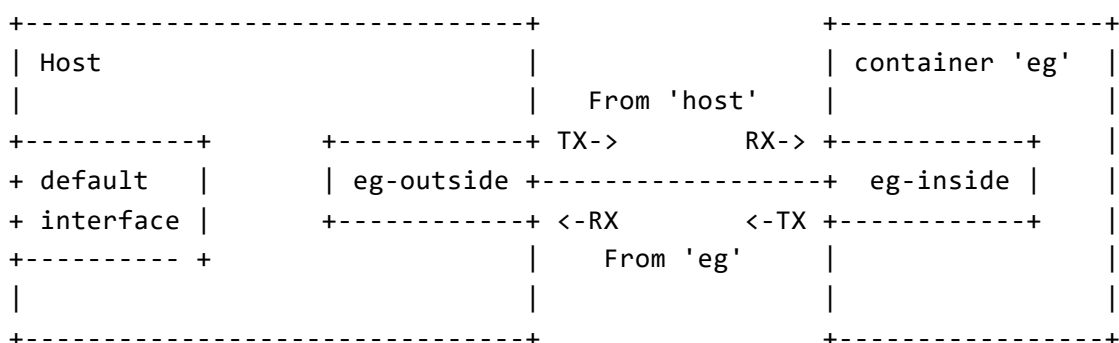 Host container 'eg'
From 'host'
TX-> RX->
default eg-outside eg-inside
interface <-RX <-TX
From 'eg'